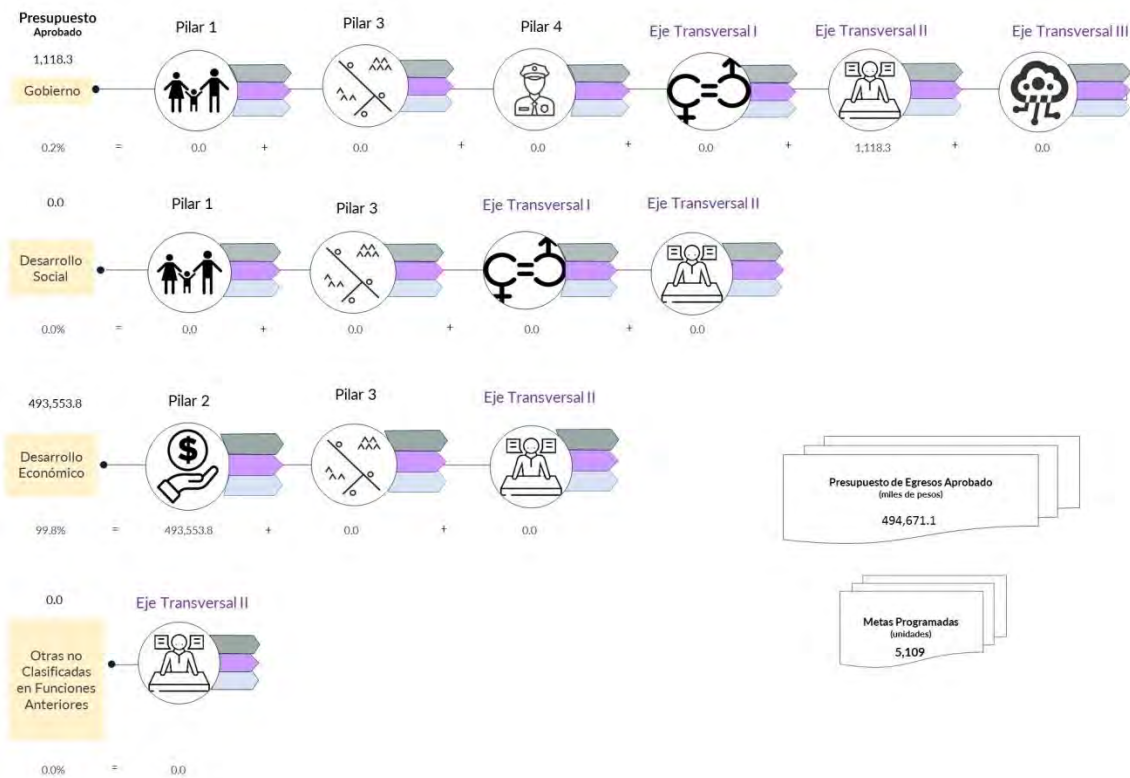 Presupuesto
Aprobado
1,118.3
Gobierno
Pilar 1
Pilar 3
Pilar 4
Eje Transversal I
Eje Transversal II
Eje Transversal III
0.2% = 0.0 + 0.0 + 0.0 + 0.0 + 1,118.3 + 0.0
0.0
Desarrollo
Social
Pilar 1
Pilar 3
Eje Transversal I
Eje Transversal II
0.0% = 0.0 + 0.0 + 0.0 + 0.0
493,553.8
Desarrollo
Económico
Pilar 2
Pilar 3
Eje Transversal II
99.8% = 493,553.8 + 0.0 + 0.0
Presupuesto de Egresos Aprobado
(miles de pesos)
494,671.1
Metas Programadas
(unidades)
5,109
0.0
Otras no
Clasificadas
en Funciones
Anteriores
Eje Transversal II
0.0% = 0.0